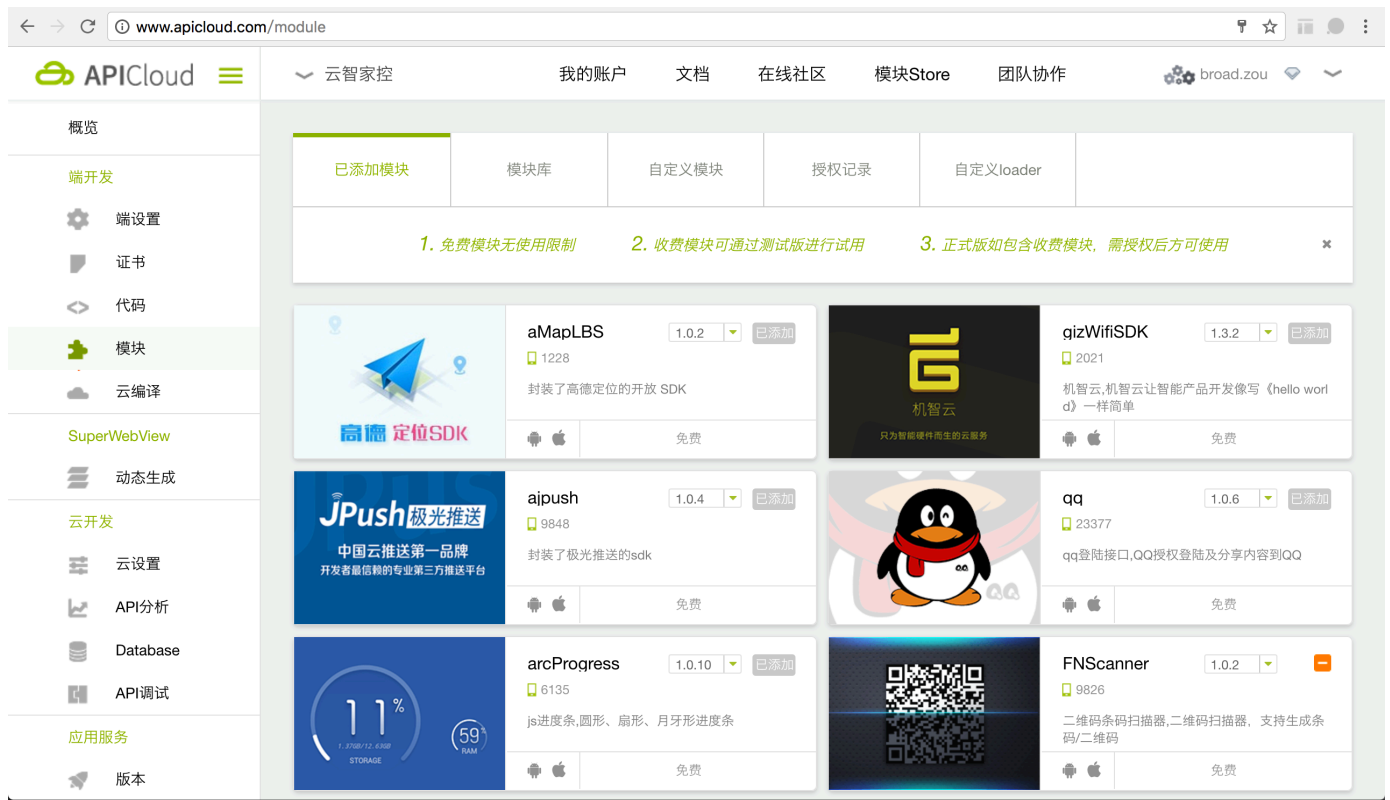 www.apicloud.com/module
APICloud
云智家控
我的账户
文档
在线社区
模块Store
团队协作
broad.zou
概览
端开发
端设置
证书
代码
模块
云编译
SuperWebView
动态生成
云开发
云设置
API分析
Database
API调试
应用服务
版本
已添加模块
模块库
自定义模块
授权记录
自定义loader
1. 免费模块无使用限制
2. 收费模块可通过测试版进行试用
3. 正式版如包含收费模块，需授权后方可使用
高德 定位SDK
aMapLBS
1.0.2
已添加
1228
封装了高德定位的开放 SDK
免费
机智云
只为智能硬件而生的云服务
gizWifiSDK
1.3.2
已添加
2021
机智云,机智云让智能产品开发像写《hello worl
d》一样简单
免费
JPush极光推送
中国云推送第一品牌
开发者最信赖的专业第三方推送平台
ajpush
1.0.4
已添加
9848
封装了极光推送的sdk
免费
QQ
qq
1.0.6
已添加
23377
qq登陆接口,QQ授权登陆及分享内容到QQ
免费
11%
1.37GB/12.63GB
STORAGE
59%
RAM
arcProgress
1.0.10
已添加
6135
js进度条,圆形、扇形、月牙形进度条
免费
FNScanner
1.0.2
9826
二维码条码扫描器,二维码扫描器，支持生成条
码/二维码
免费